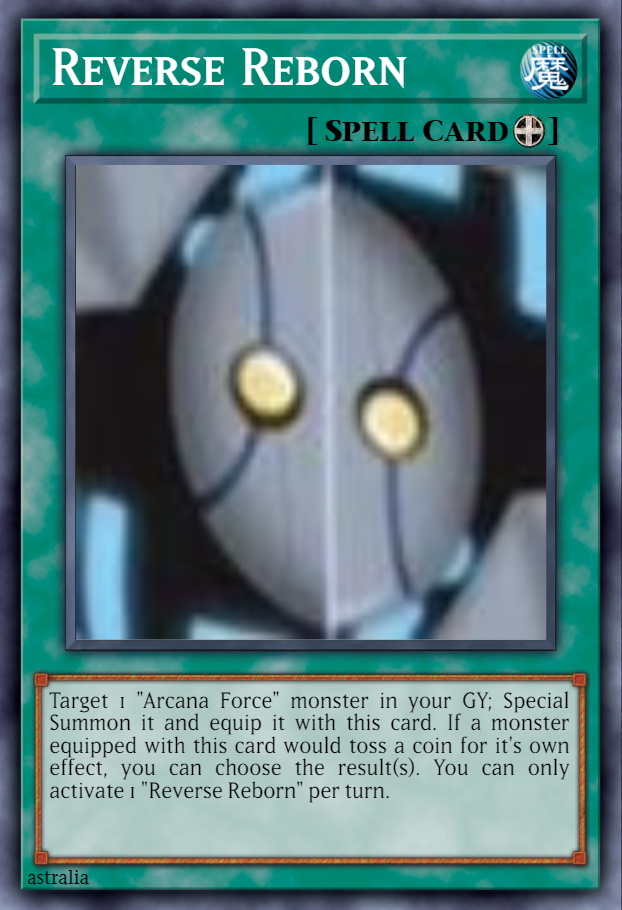 Reverse Reborn
SPELL
魔
[ Spell Card ]
Target 1 "Arcana Force" monster in your GY; Special
Summon it and equip it with this card. If a monster
equipped with this card would toss a coin for it's own
effect, you can choose the result(s). You can only
activate 1 "Reverse Reborn" per turn.
astralia